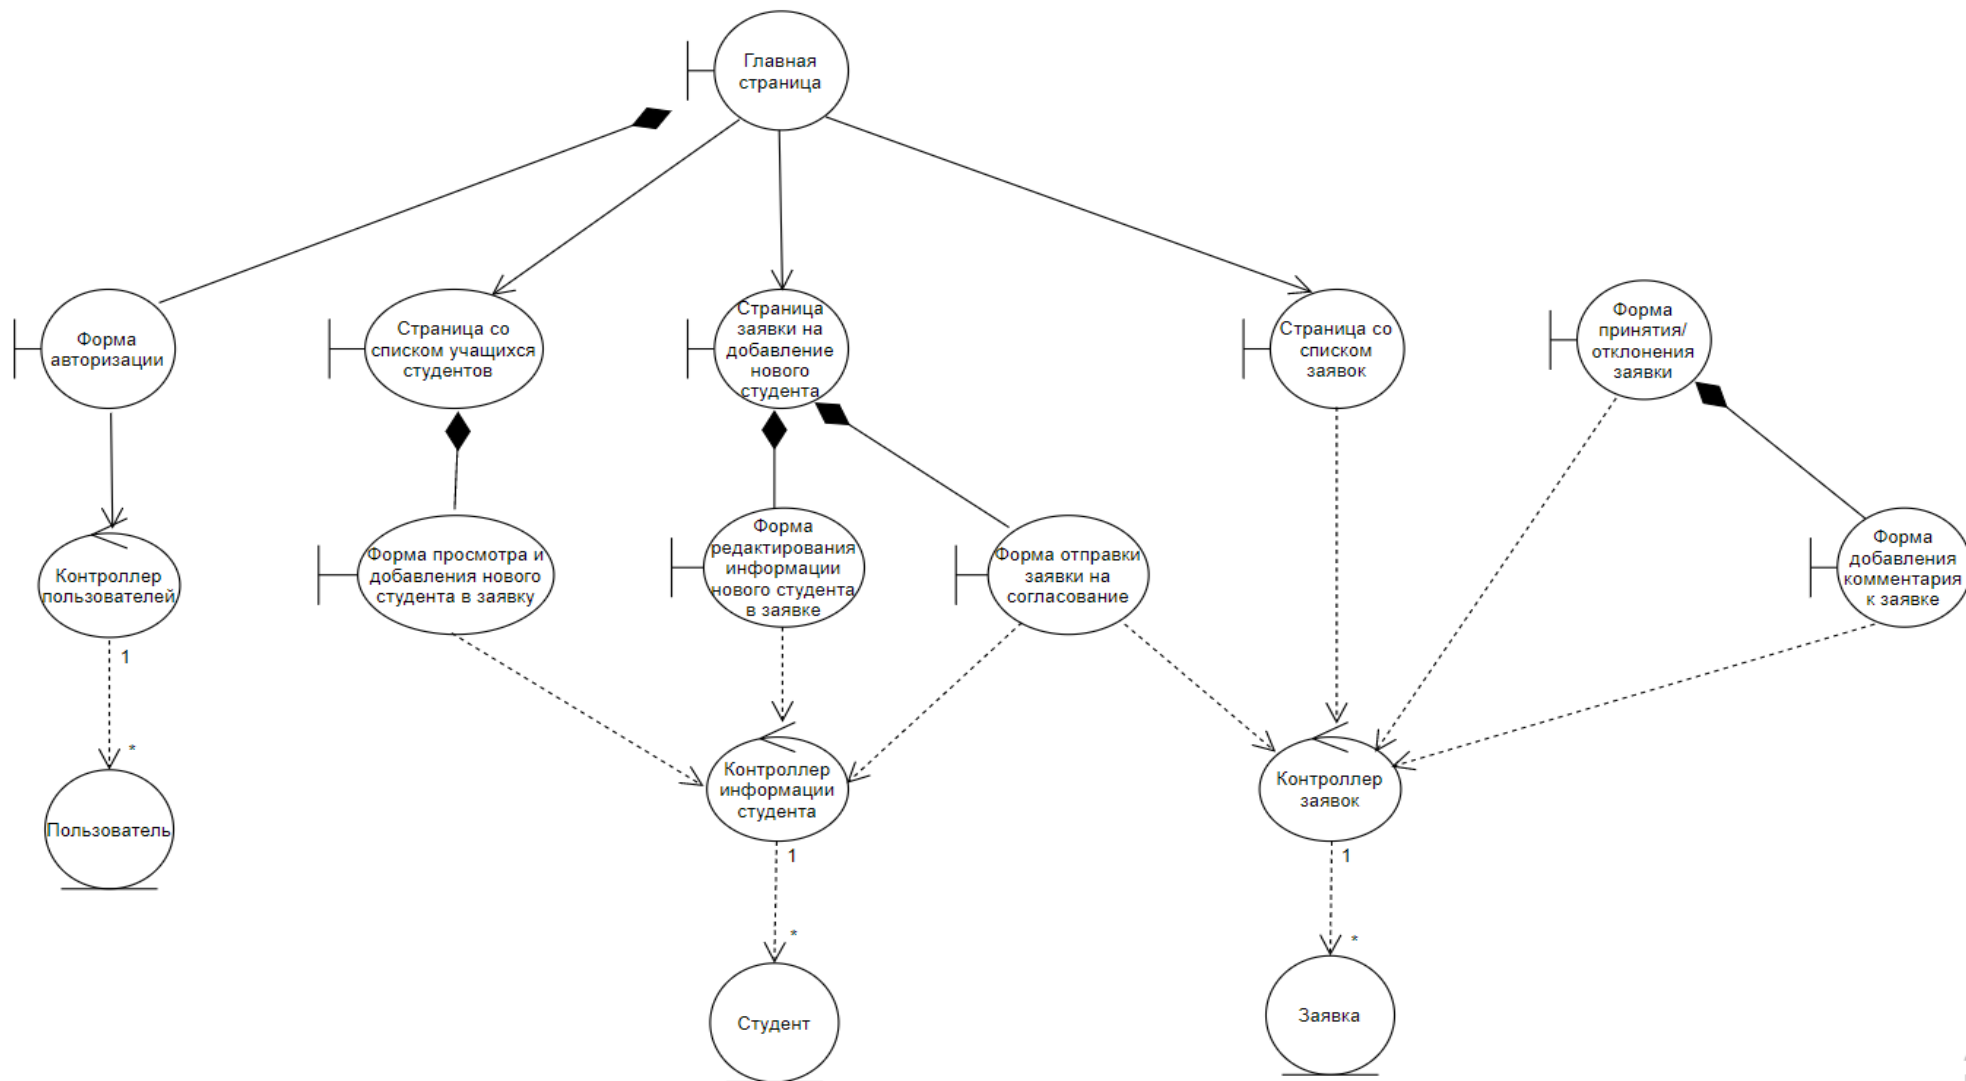 Главная
страница
Форма
авторизации
Страница со
списком учащихся
студентов
Страница
заявки на
добавление
нового
студента
Страница со
списком
заявок
Форма
принятия/
отклонения
заявки
Контроллер
пользователей
Форма просмотра и
добавления нового
студента в заявку
Форма
редактирования
информации
нового студента
в заявке
Форма отправки
заявки на
согласование
Форма
добавления
комментария
к заявке
1
*
Контроллер
информации
студента
Контроллер
заявок
Пользователь
1
*
1
*
Студент
Заявка